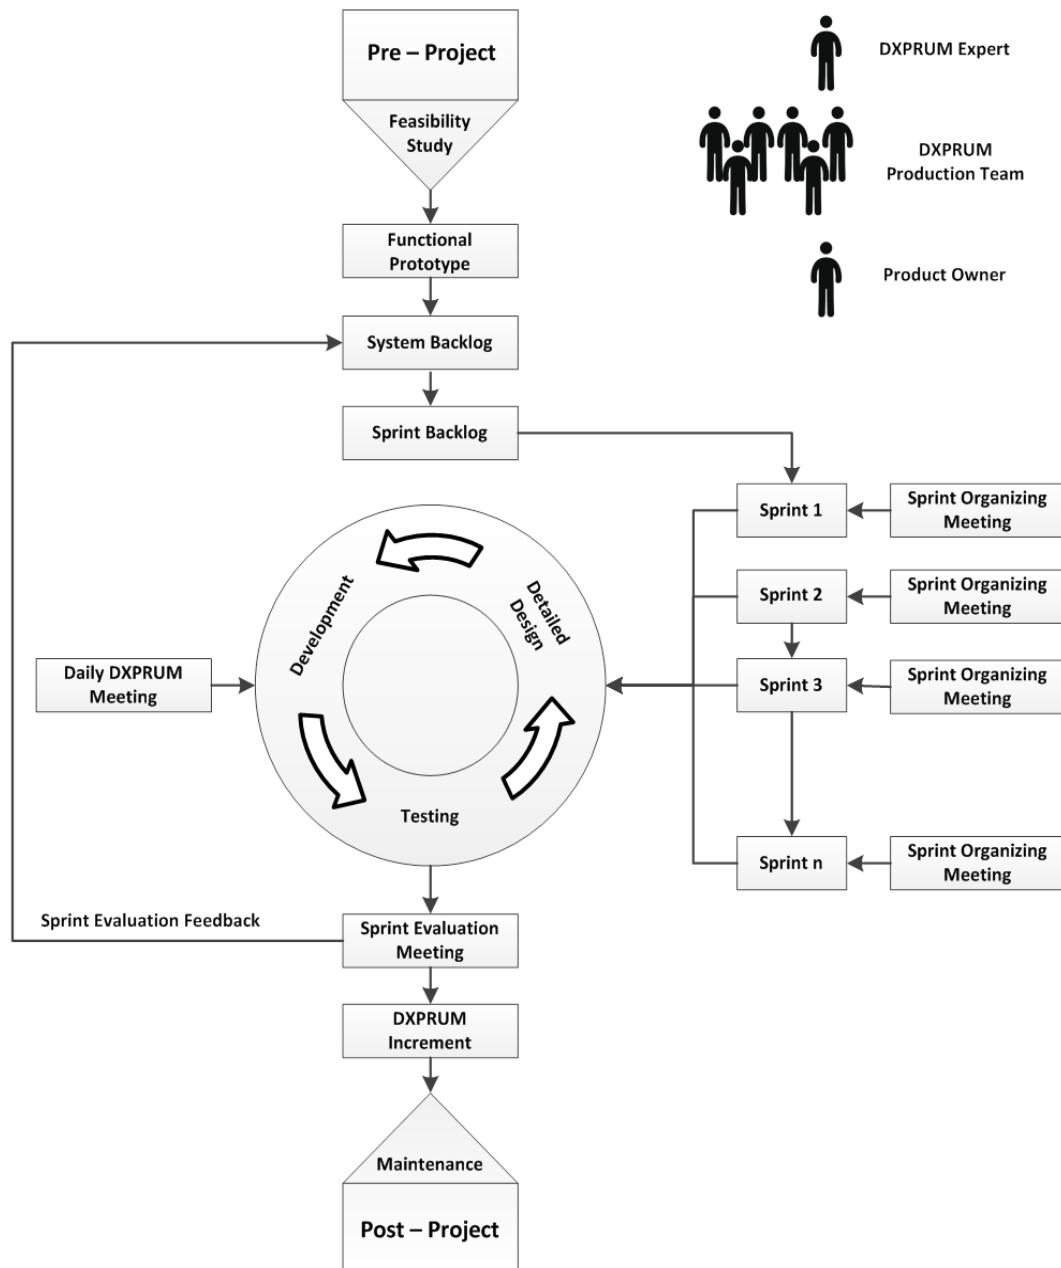 Pre – Project
Feasibility
Study
Functional
Prototype
System Backlog
Sprint Backlog
DXPRUM Expert
DXPRUM
Production Team
Product Owner
Sprint 1
Sprint Organizing
Meeting
Sprint 2
Sprint Organizing
Meeting
Sprint 3
Sprint Organizing
Meeting
Sprint n
Sprint Organizing
Meeting
Detailed
Design
Development
Testing
Daily DXPRUM
Meeting
Sprint Evaluation Feedback
Sprint Evaluation
Meeting
DXPRUM
Increment
Maintenance
Post – Project